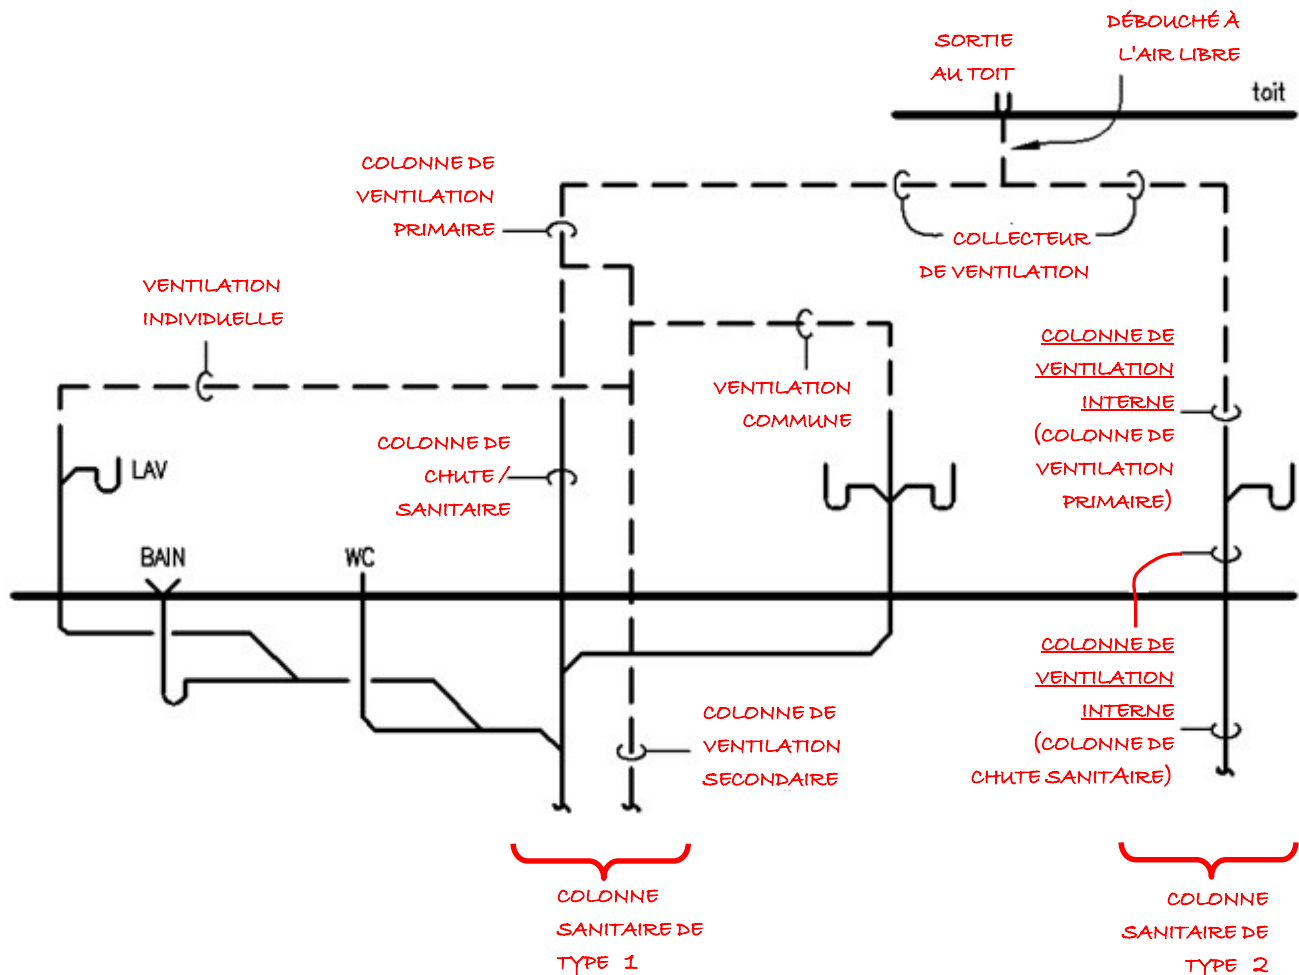 DÉBOUCHÉ À
L'AIR LIBRE
SORTIE
AU TOIT
toit
COLONNE DE
VENTILATION
PRIMAIRE
COLLECTEUR
DE VENTILATION
VENTILATION
INDIVIDUELLE
COLONNE DE
VENTILATION
INTERNE
(COLONNE DE
VENTILATION
PRIMAIRE)
VENTILATION
COMMUNE
COLONNE DE
CHUTE /
SANITAIRE
LAV
BAIN
WC
COLONNE DE
VENTILATION
INTERNE
(COLONNE DE
CHUTE SANITAIRE)
COLONNE DE
VENTILATION
SECONDAIRE
COLONNE
SANITAIRE DE
TYPE 1
COLONNE
SANITAIRE DE
TYPE 2